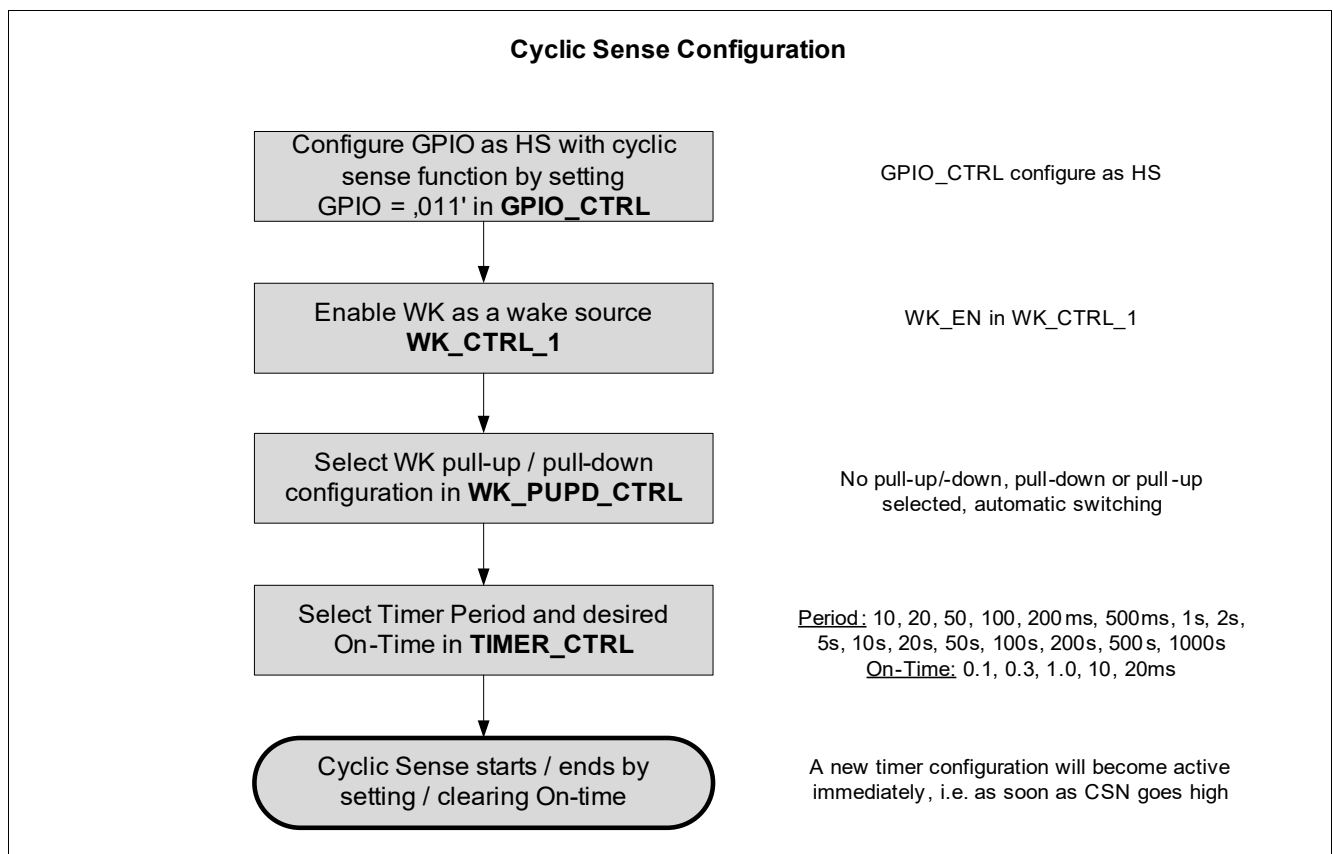 Cyclic Sense Configuration
Configure GPIO as HS with cyclic
sense function by setting
GPIO = ‚011' in GPIO_CTRL
GPIO_CTRL configure as HS
Enable WK as a wake source
WK_CTRL_1
WK_EN in WK_CTRL_1
Select WK pull-up / pull-down
configuration in WK_PUPD_CTRL
No pull-up/-down, pull-down or pull-up
selected, automatic switching
Select Timer Period and desired
On-Time in TIMER_CTRL
Period: 10, 20, 50, 100, 200ms, 500ms, 1s, 2s,
5s, 10s, 20s, 50s, 100s, 200s, 500s, 1000s
On-Time: 0.1, 0.3, 1.0, 10, 20ms
Cyclic Sense starts / ends by
setting / clearing On-time
A new timer configuration will become active
immediately, i.e. as soon as CSN goes high